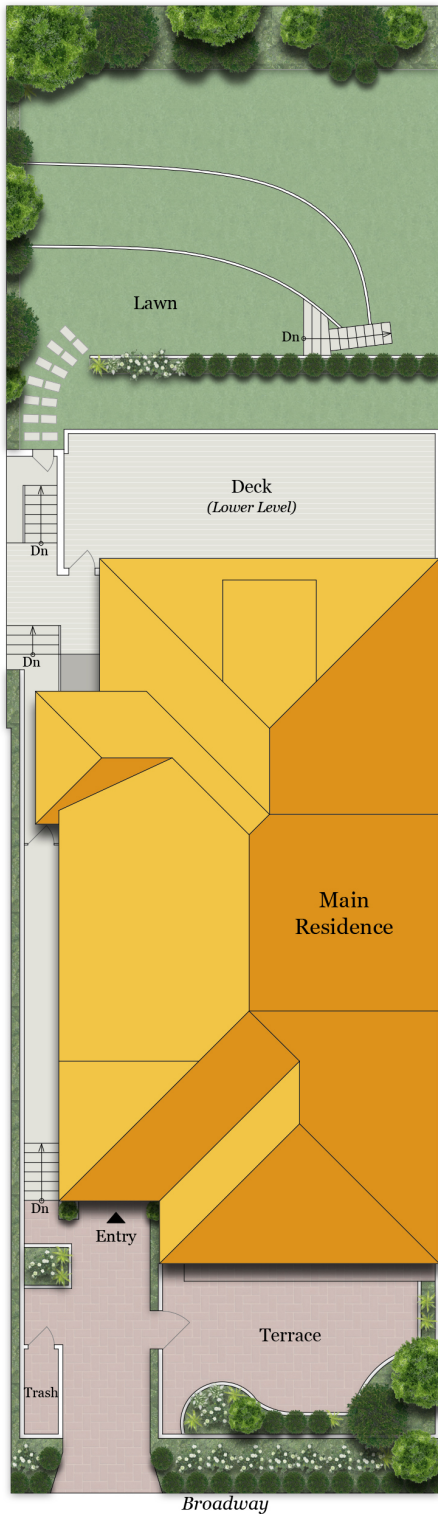 Lawn
Dn
Deck
(Lower Level)
Dn
Dn
Main
Residence
Dn
Entry
Terrace
Trash
Broadway